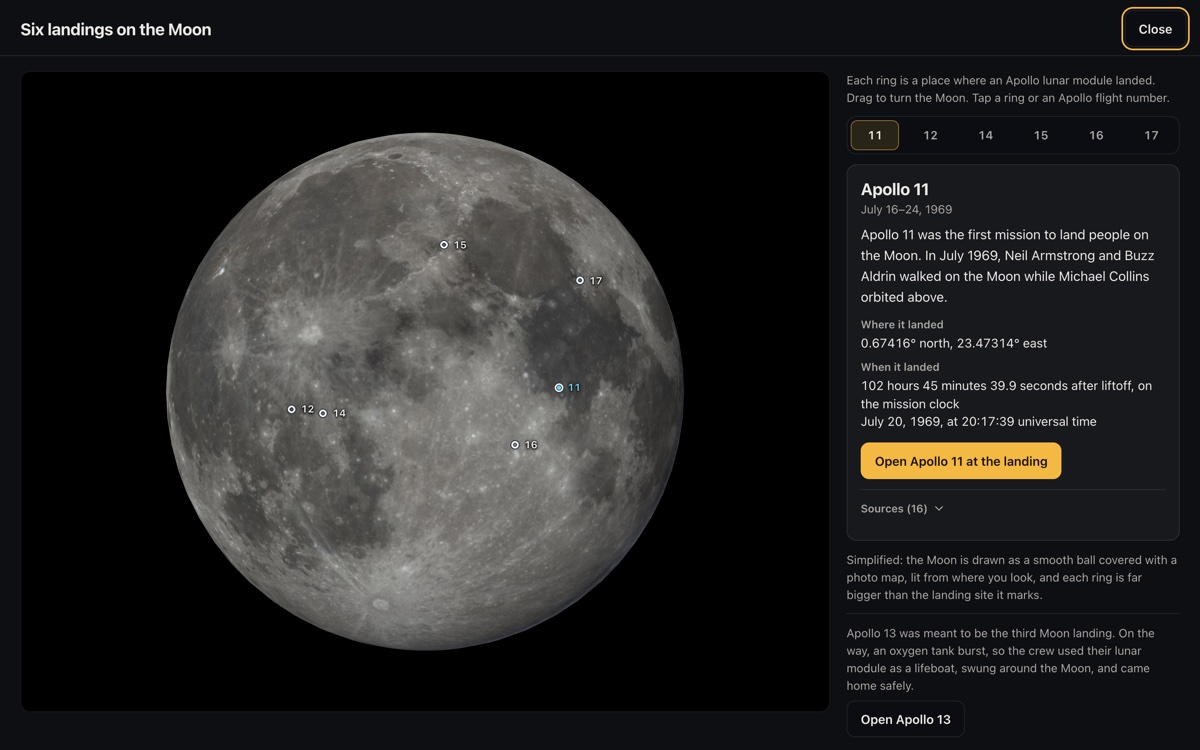 Six landings on the Moon
Close
Each ring is a place where an Apollo lunar module landed.
Drag to turn the Moon. Tap a ring or an Apollo flight number.
11 12 14 15 16 17
15
17
11
12
14
16
Apollo 11
July 16–24, 1969
Apollo 11 was the first mission to land people on
the Moon. In July 1969, Neil Armstrong and Buzz
Aldrin walked on the Moon while Michael Collins
orbited above.
Where it landed
0.67416° north, 23.47314° east
When it landed
102 hours 45 minutes 39.9 seconds after liftoff, on
the mission clock
July 20, 1969, at 20:17:39 universal time
Open Apollo 11 at the landing
Sources (16)
Simplified: the Moon is drawn as a smooth ball covered with a
photo map, lit from where you look, and each ring is far
bigger than the landing site it marks.
Apollo 13 was meant to be the third Moon landing. On the
way, an oxygen tank burst, so the crew used their lunar
module as a lifeboat, swung around the Moon, and came
home safely.
Open Apollo 13